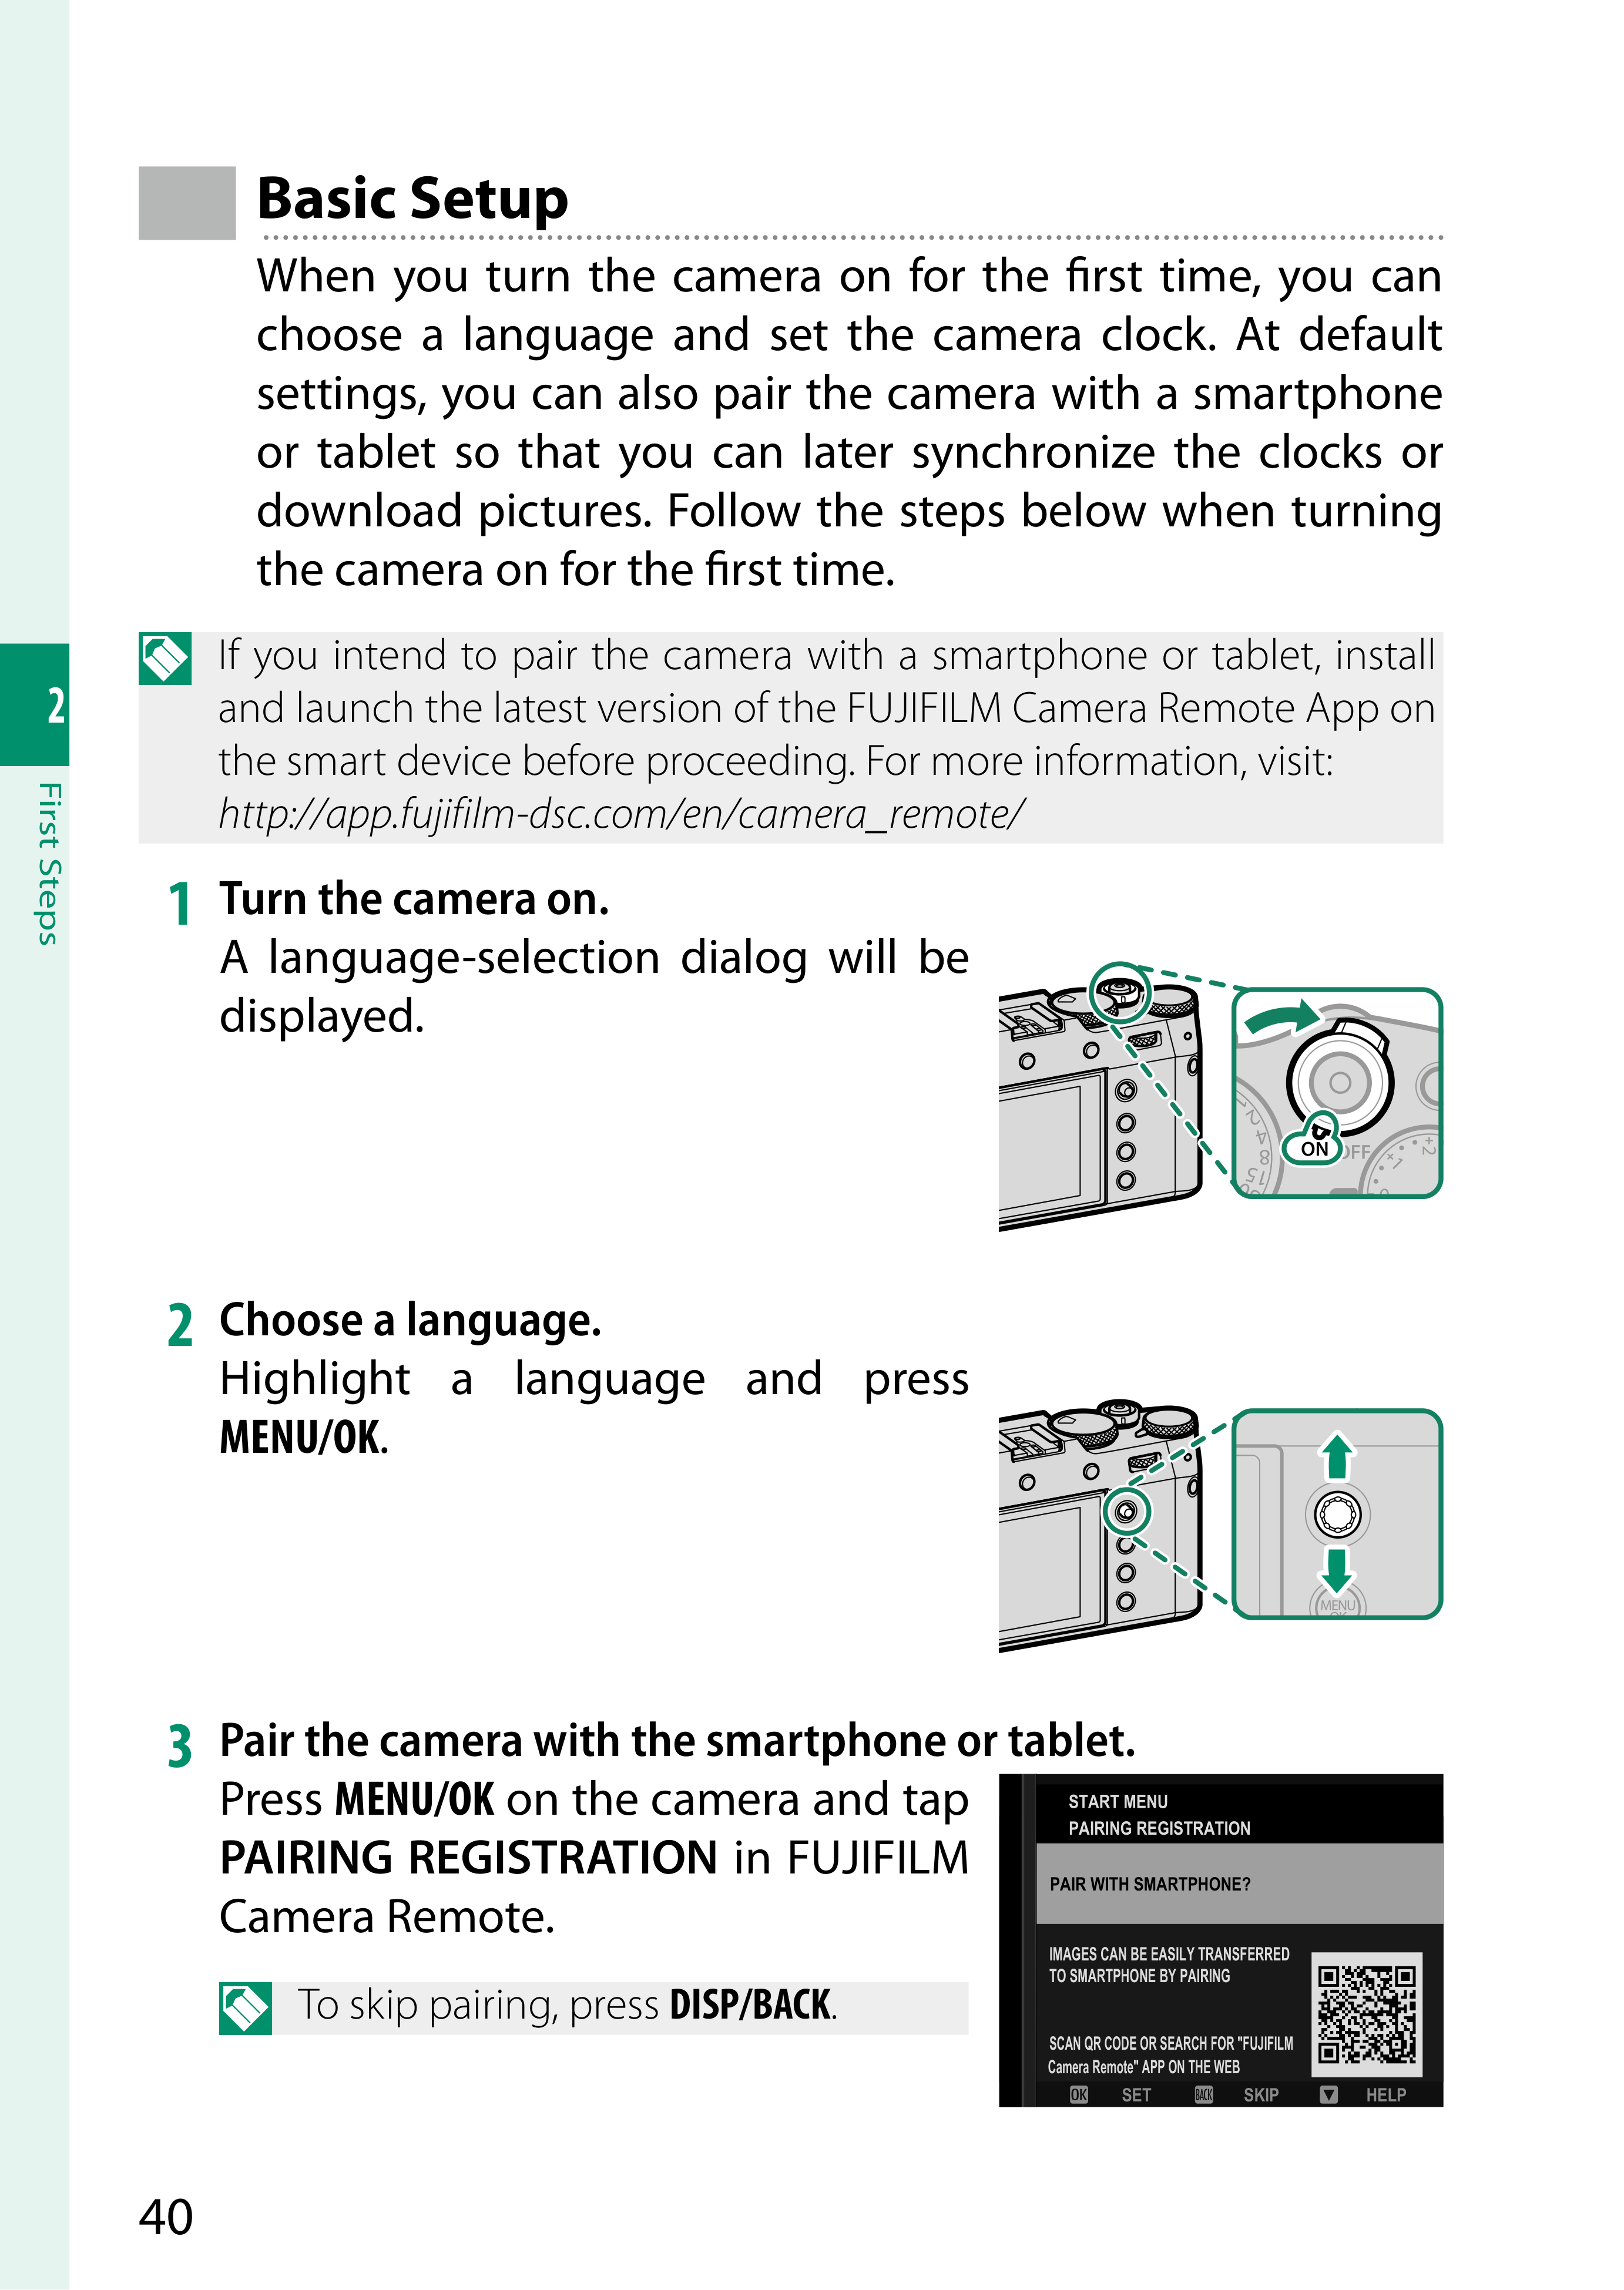 Basic Setup
When you turn the camera on for the first time, you can
choose a language and set the camera clock. At default
settings, you can also pair the camera with a smartphone
or tablet so that you can later synchronize the clocks or
download pictures. Follow the steps below when turning
the camera on for the first time.
If you intend to pair the camera with a smartphone or tablet, install
and launch the latest version of the FUJIFILM Camera Remote App on
the smart device before proceeding. For more information, visit:
http://app.fujifilm-dsc.com/en/camera_remote/
2
First Steps
1 Turn the camera on.
A language-selection dialog will be
displayed.
ON
OFF
2
4
8
15
+1
+2
2 Choose a language.
Highlight a language and press
MENU/OK.
MENU
OK
3 Pair the camera with the smartphone or tablet.
Press MENU/OK on the camera and tap
PAIRING REGISTRATION in FUJIFILM
Camera Remote.
To skip pairing, press DISP/BACK.
START MENU
PAIRING REGISTRATION
PAIR WITH SMARTPHONE?
IMAGES CAN BE EASILY TRANSFERRED
TO SMARTPHONE BY PAIRING
SCAN QR CODE OR SEARCH FOR "FUJIFILM
Camera Remote" APP ON THE WEB
OK SET BACK SKIP HELP
40